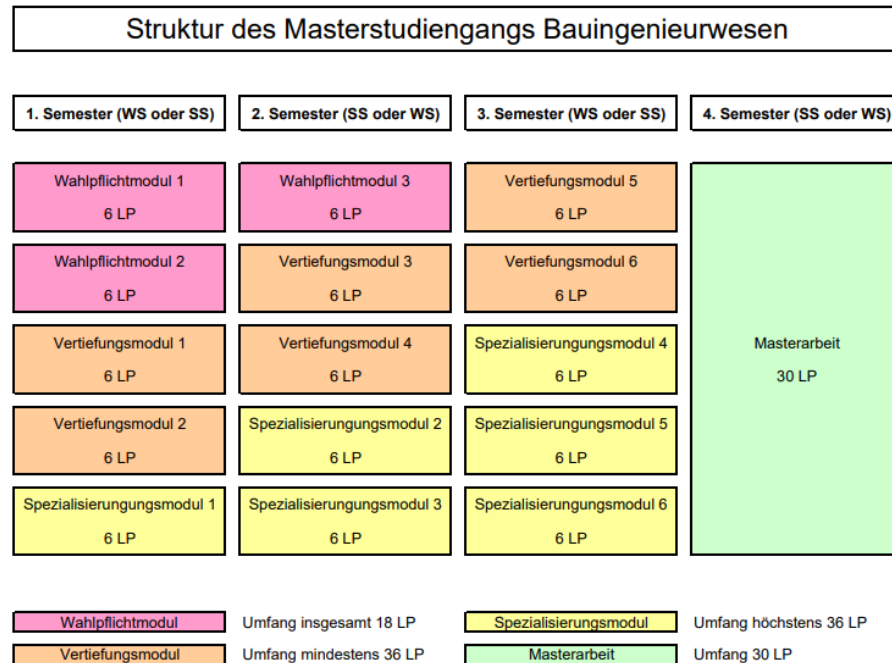 Struktur des Masterstudiengangs Bauingenieurwesen
1. Semester (WS oder SS) 2. Semester (SS oder WS) 3. Semester (WS oder SS) 4. Semester (SS oder WS)
Wahlpflichtmodul 1 Wahlpflichtmodul 3 Vertiefungsmodul 5
6 LP 6 LP 6 LP
Wahlpflichtmodul 2 Vertiefungsmodul 3 Vertiefungsmodul 6
6 LP 6 LP 6 LP
Vertiefungsmodul 1 Vertiefungsmodul 4 Spezialisierungungsmodul 4 Masterarbeit
6 LP 6 LP 6 LP 30 LP
Vertiefungsmodul 2 Spezialisierungungsmodul 2 Spezialisierungungsmodul 5
6 LP 6 LP 6 LP
Spezialisierungungsmodul 1 Spezialisierungungsmodul 3 Spezialisierungungsmodul 6
6 LP 6 LP 6 LP
Wahlpflichtmodul Umfang insgesamt 18 LP Spezialisierungsmodul Umfang höchstens 36 LP
Vertiefungsmodul Umfang mindestens 36 LP Masterarbeit Umfang 30 LP